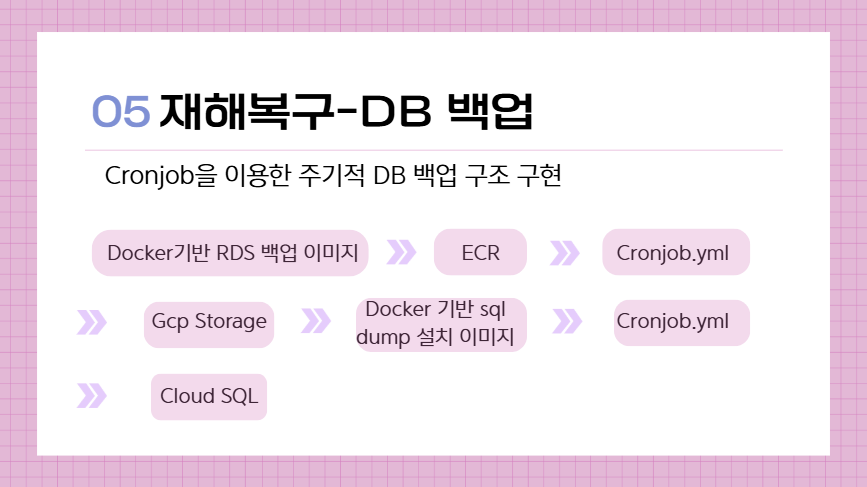 05 재해복구-DB 백업
Cronjob을 이용한 주기적 DB 백업 구조 구현
Docker기반 RDS 백업 이미지
ECR
Cronjob.yml
Gcp Storage
Docker 기반 sql
dump 설치 이미지
Cronjob.yml
Cloud SQL